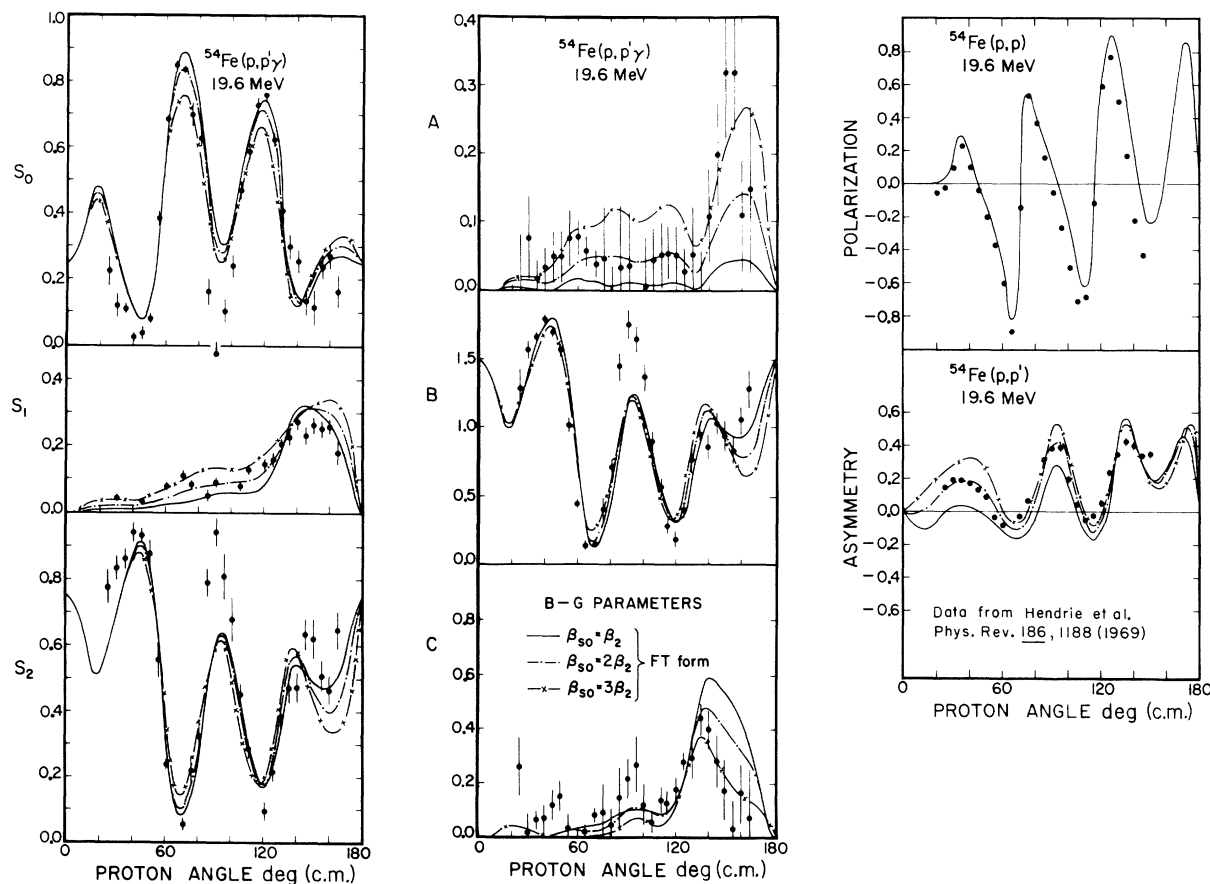 1.0
0.8
0.6
0.4
0.2
0.0
S0
54Fe(p,p'γ)
19.6 MeV
0.4
0.2
0.0
S1
0.8
0.6
0.4
0.2
0.0
S2
0 60 120 180
PROTON ANGLE deg (c.m.)
0.4
0.3
0.2
0.1
0.0
A
54Fe(p,p'γ)
19.6 MeV
1.5
1.0
0.5
0.0
B
B–G PARAMETERS
βSO=β2
βSO=2β2
βSO=3β2
FT form
0.6
0.4
0.2
0.0
C
0 60 120 180
PROTON ANGLE deg (c.m.)
0.8
0.6
0.4
0.2
0.0
-0.2
-0.4
-0.6
-0.8
POLARIZATION
54Fe(p,p)
19.6 MeV
54Fe(p,p')
19.6 MeV
0.6
0.4
0.2
0.0
-0.2
-0.4
-0.6
ASYMMETRY
Data from Hendrie et al.
Phys. Rev. 186, 1188 (1969)
0 60 120 180
PROTON ANGLE deg (c.m.)